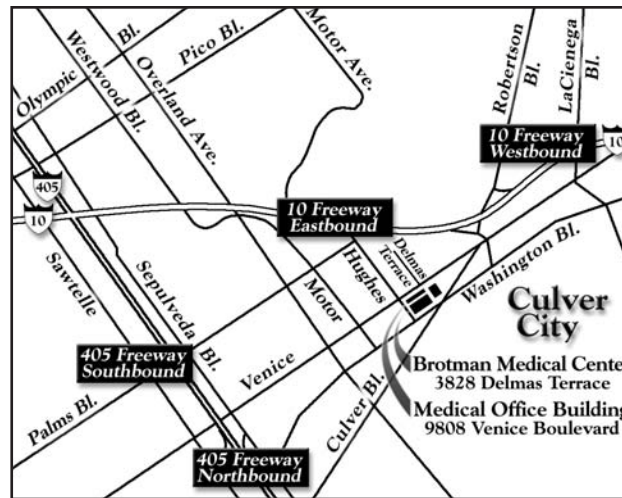 Olympic Bl.
Westwood Bl.
Overland Ave.
Pico Bl.
Motor Ave.
Robertson Bl.
LaCienega Bl.
10 Freeway
Westbound
10
405
10
10 Freeway
Eastbound
Delmas
Terrace
Hughes
Washington Bl.
Sawtelle
Sepulveda Bl.
Motor
Culver
City
405 Freeway
Southbound
Venice
Brotman Medical Cente
3828 Delmas Terrace
Palms Bl.
Culver Bl.
Medical Office Building
9808 Venice Boulevard
405 Freeway
Northbound